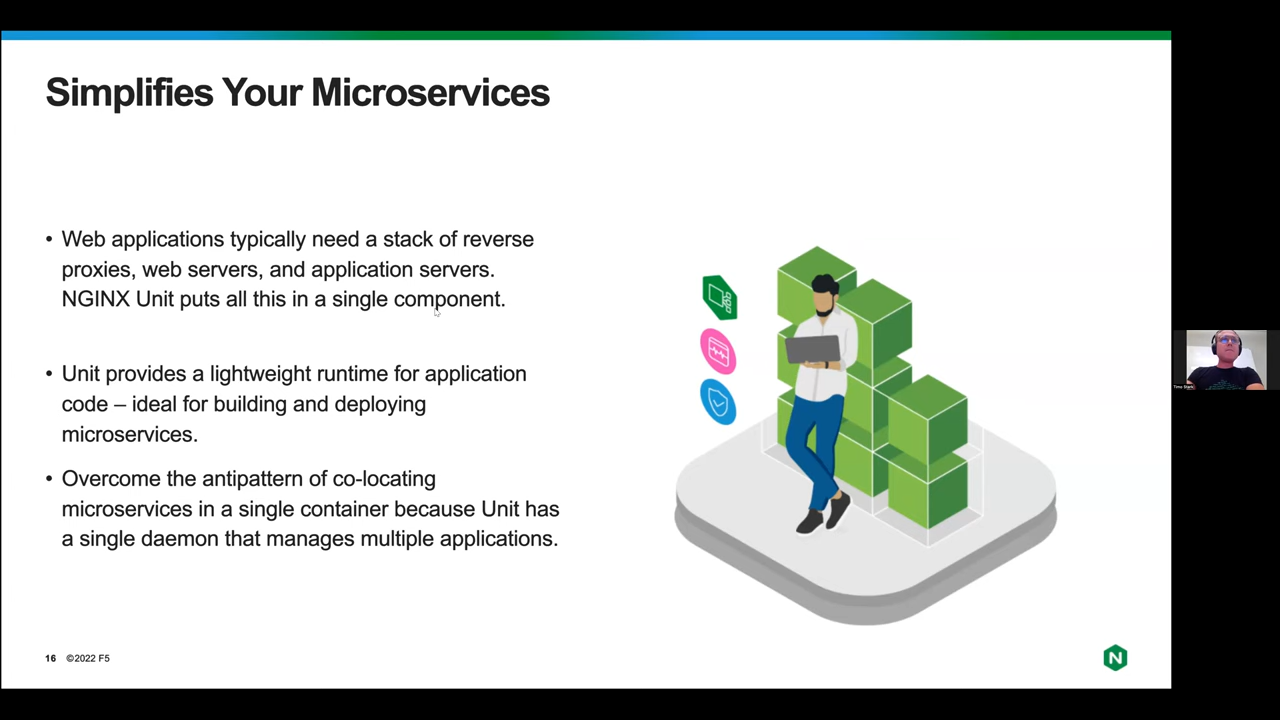 Simplifies Your Microservices
• Web applications typically need a stack of reverse
proxies, web servers, and application servers.
NGINX Unit puts all this in a single component.
• Unit provides a lightweight runtime for application
code – ideal for building and deploying
microservices.
• Overcome the antipattern of co-locating
microservices in a single container because Unit has
a single daemon that manages multiple applications.
16 ©2022 F5
N
Timo Stark